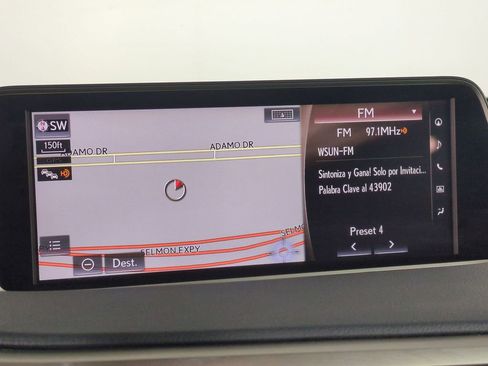 SW
150ft
ADAMO.DR
ADAMO.DR
SELMON.EXPY
SELMO
Dest.
FM
FM 97.1MHz
WSUN-FM
Sintoniza y Gana! Solo por Invitaci...
Palabra Clave al 43902
Preset 4